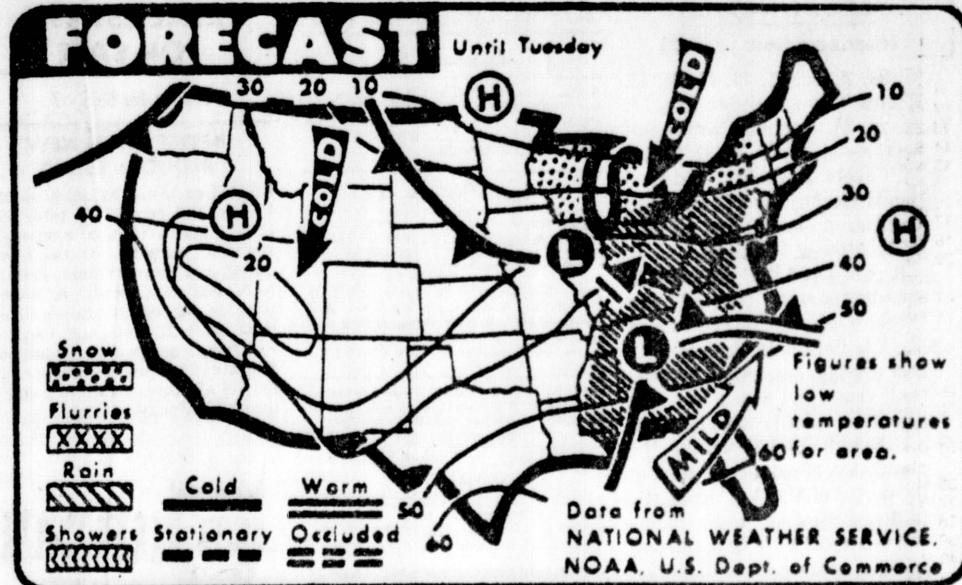 FORECAST
Until Tuesday
30 20 10
H
COLD
COLD
10
20
40
H
20
30
H
L
40
50
L
Snow
Flurries
Rain
Showers
Cold
Warm
Stationary
Occluded
50
60
MILD
60
Figures show
low
temperatures
for area.
Data from
NATIONAL WEATHER SERVICE,
NOAA, U.S. Dept. of Commerce